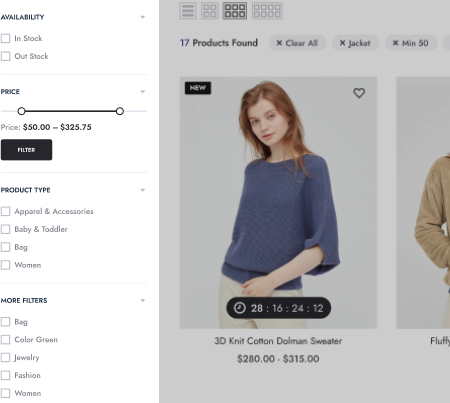 AVAILABILITY
In Stock
Out Stock
PRICE
Price: $50.00 – $325.75
FILTER
PRODUCT TYPE
Apparel & Accessories
Baby & Toddler
Bag
Women
MORE FILTERS
Bag
Color Green
Jewelry
Fashion
Women
17 Products Found
✕ Clear All
✕ Jacket
✕ Min 50
NEW
28 : 16 : 24 : 12
3D Knit Cotton Dolman Sweater
$280.00 - $315.00
Fluffy